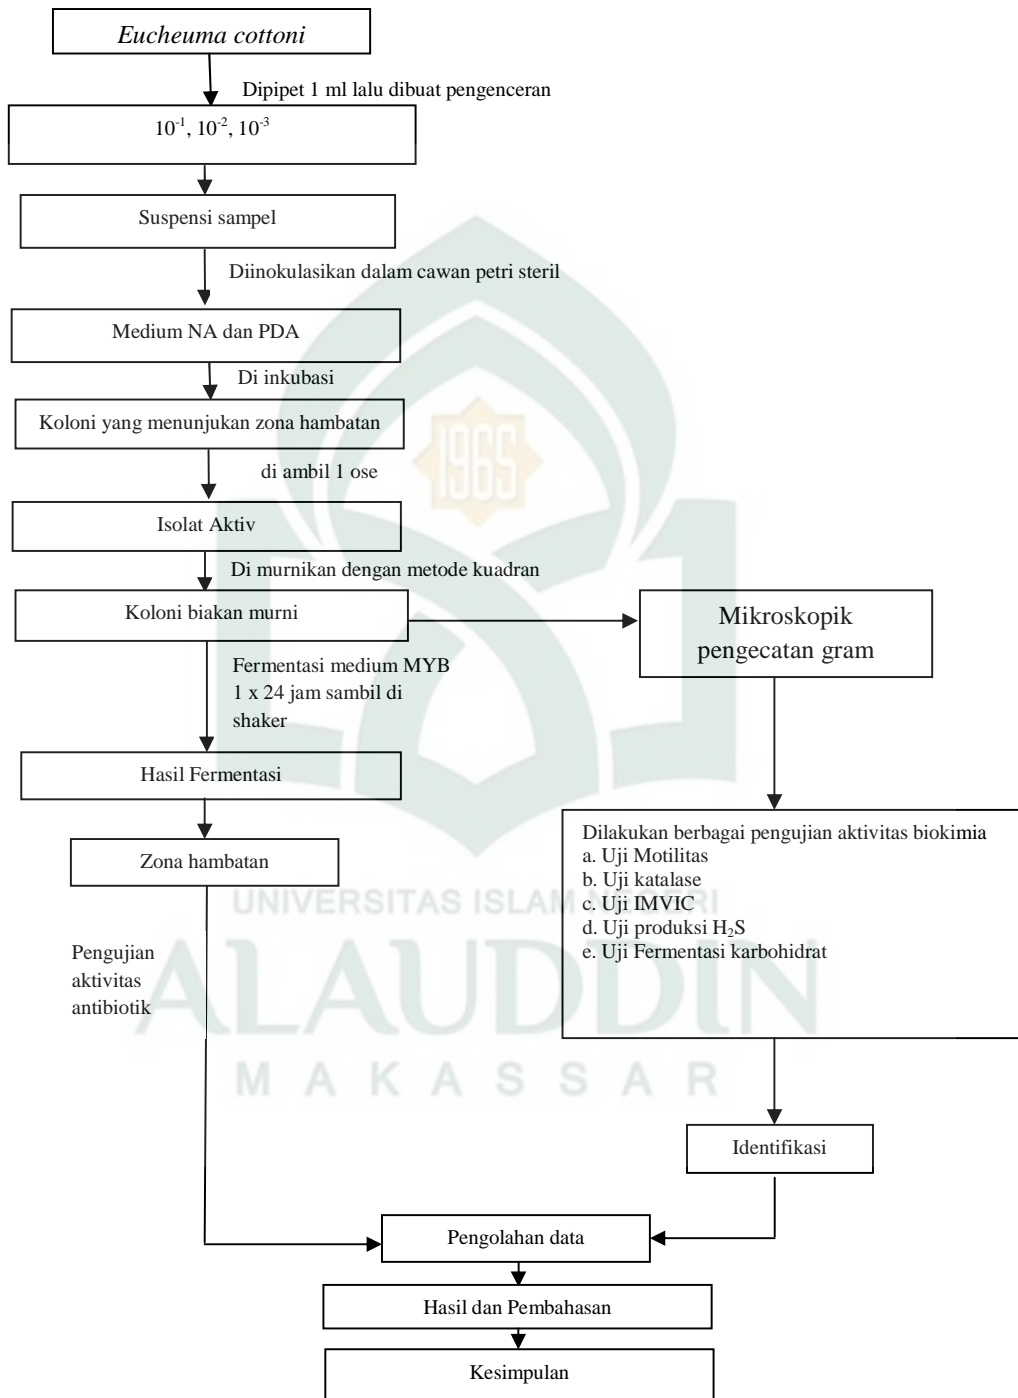 Eucheuma cottoni
Dipipet 1 ml lalu dibuat pengenceran
10⁻¹, 10⁻², 10⁻³
Suspensi sampel
Diinokulasikan dalam cawan petri steril
Medium NA dan PDA
Di inkubasi
Koloni yang menunjukan zona hambatan
di ambil 1 ose
Isolat Aktiv
Di murnikan dengan metode kuadran
Koloni biakan murni
Mikroskopik
pengecatan gram
Fermentasi medium MYB
1 x 24 jam sambil di
shaker
Hasil Fermentasi
Zona hambatan
Dilakukan berbagai pengujian aktivitas biokimia
a. Uji Motilitas
b. Uji katalase
c. Uji IMVIC
d. Uji produksi H₂S
e. Uji Fermentasi karbohidrat
Pengujian
aktivitas
antibiotik
Identifikasi
Pengolahan data
Hasil dan Pembahasan
Kesimpulan
1965
UNIVERSITAS ISLAM NEGERI
ALAUDDIN
MAKASSAR